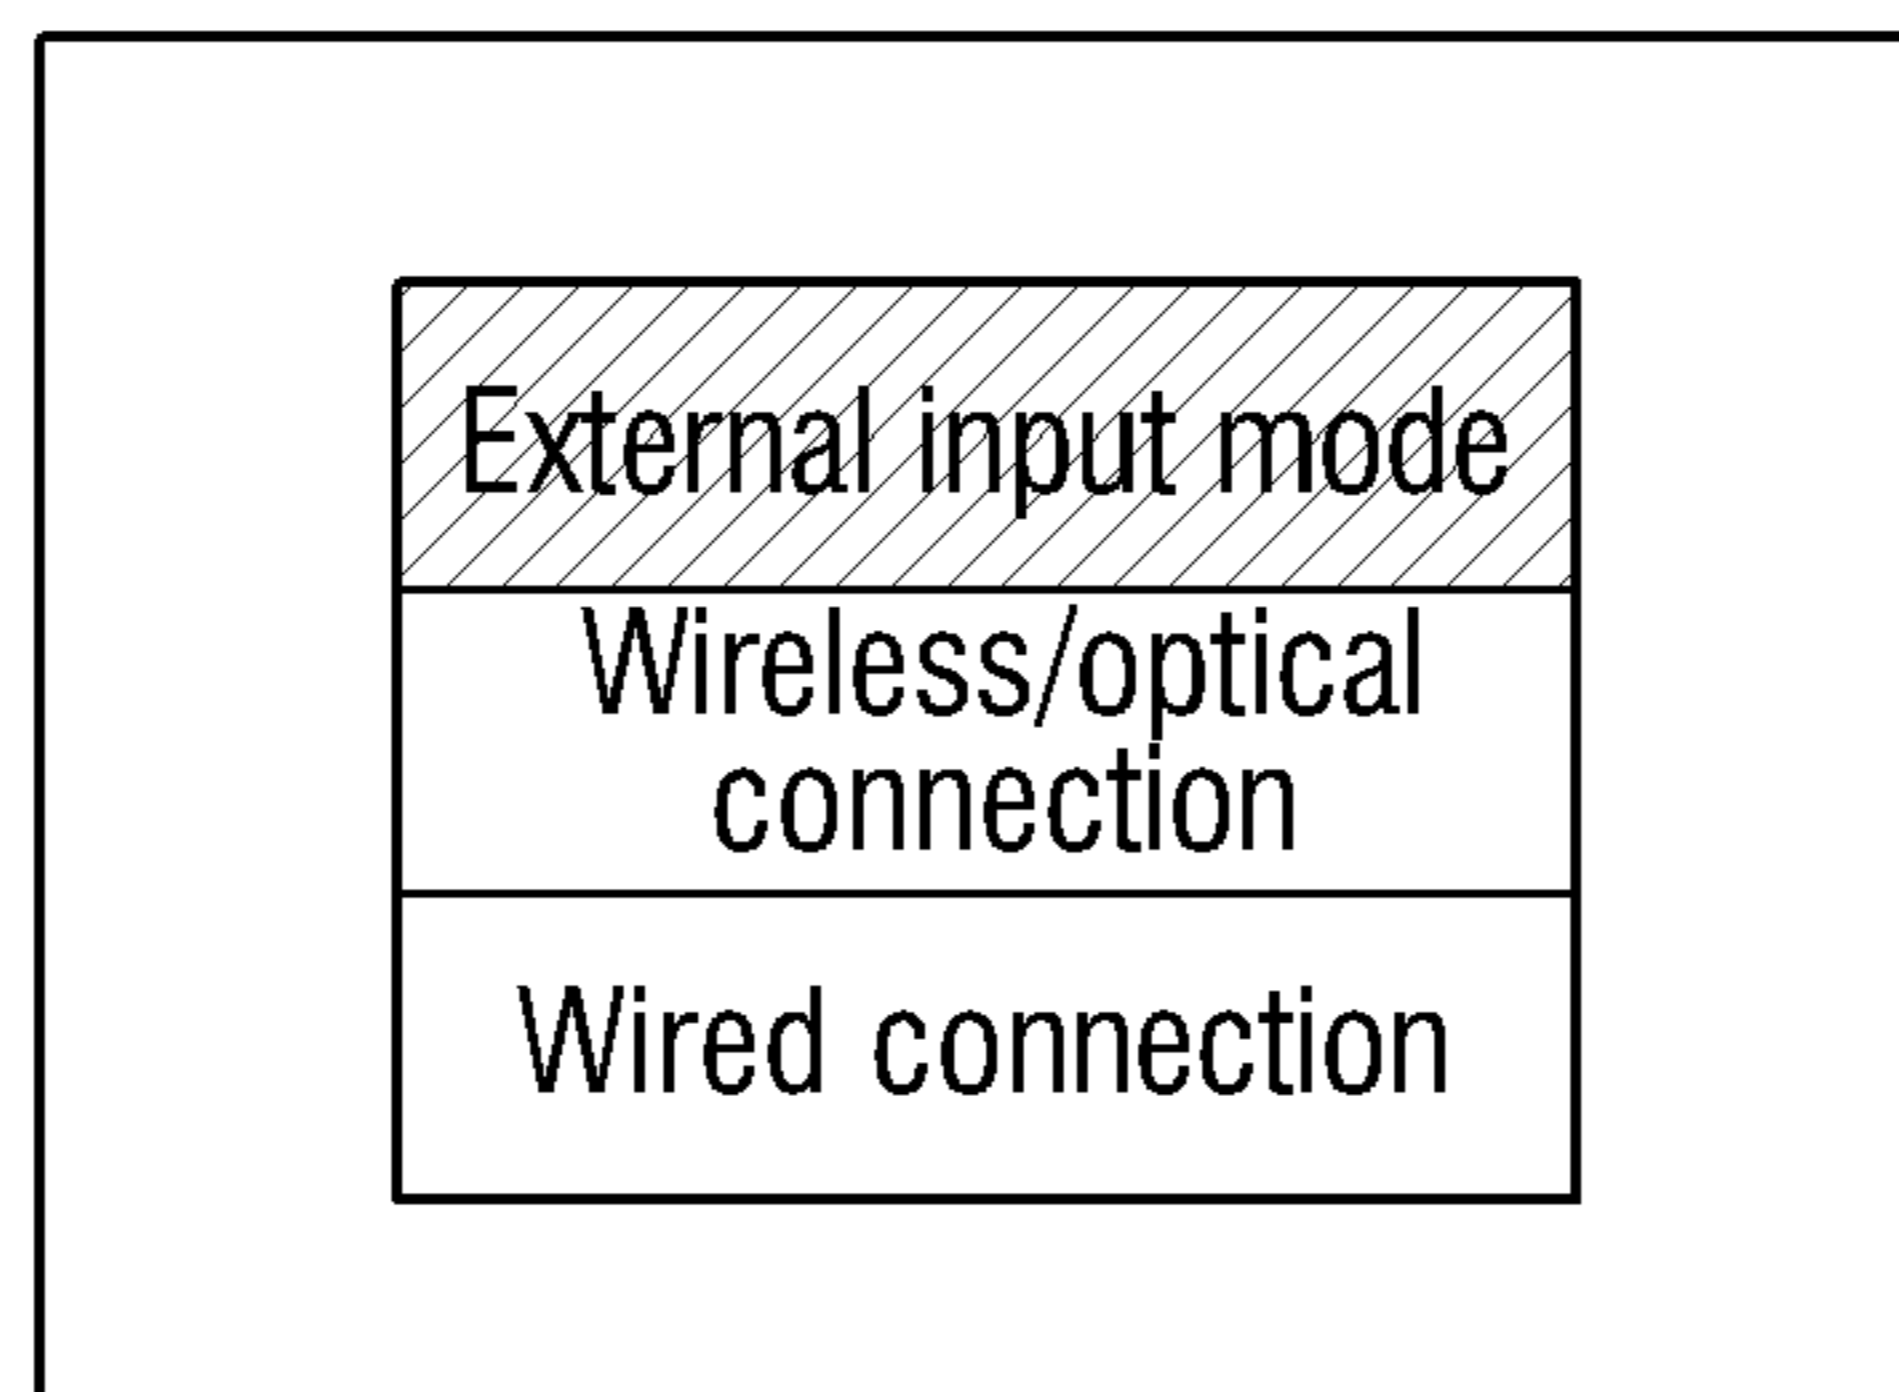 External input mode
Wireless/optical
connection
Wired connection